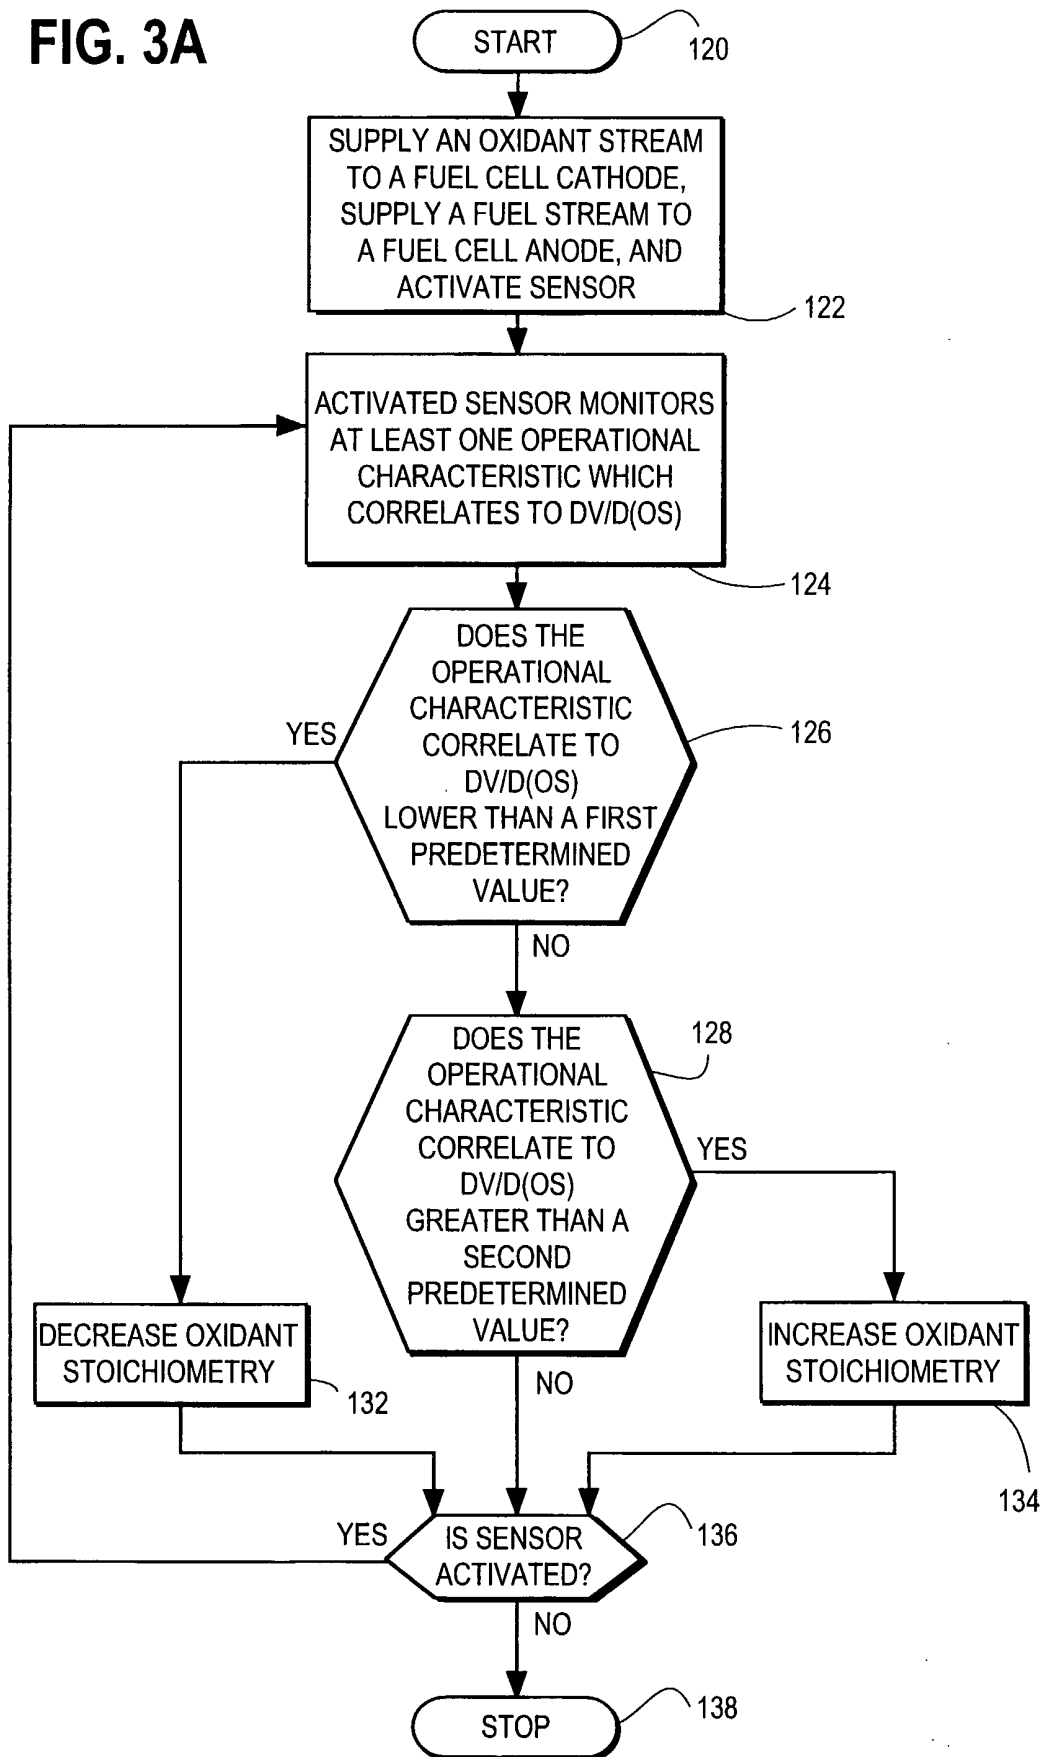 FIG. 3A
START
120
SUPPLY AN OXIDANT STREAM
TO A FUEL CELL CATHODE,
SUPPLY A FUEL STREAM TO
A FUEL CELL ANODE, AND
ACTIVATE SENSOR
122
ACTIVATED SENSOR MONITORS
AT LEAST ONE OPERATIONAL
CHARACTERISTIC WHICH
CORRELATES TO DV/D(OS)
124
DOES THE
OPERATIONAL
CHARACTERISTIC
CORRELATE TO
DV/D(OS)
LOWER THAN A FIRST
PREDETERMINED
VALUE?
YES
126
NO
DOES THE
OPERATIONAL
CHARACTERISTIC
CORRELATE TO
DV/D(OS)
GREATER THAN A
SECOND
PREDETERMINED
VALUE?
128
YES
NO
DECREASE OXIDANT
STOICHIOMETRY
132
INCREASE OXIDANT
STOICHIOMETRY
134
YES
IS SENSOR
ACTIVATED?
136
NO
STOP
138